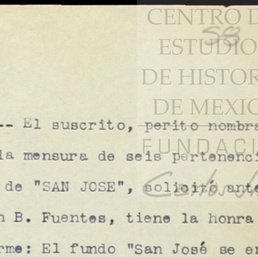 CENTRO D
58
ESTUDIO
DE HISTOR
DE MEXIC
-- El suscrito, perito nombra
FUNDACI
la mensura de seis pertenenci
de "SAN JOSE", solicitó ante
Carlos
n B. Fuentes, tiene la honra
rme: El fundo "San José se en